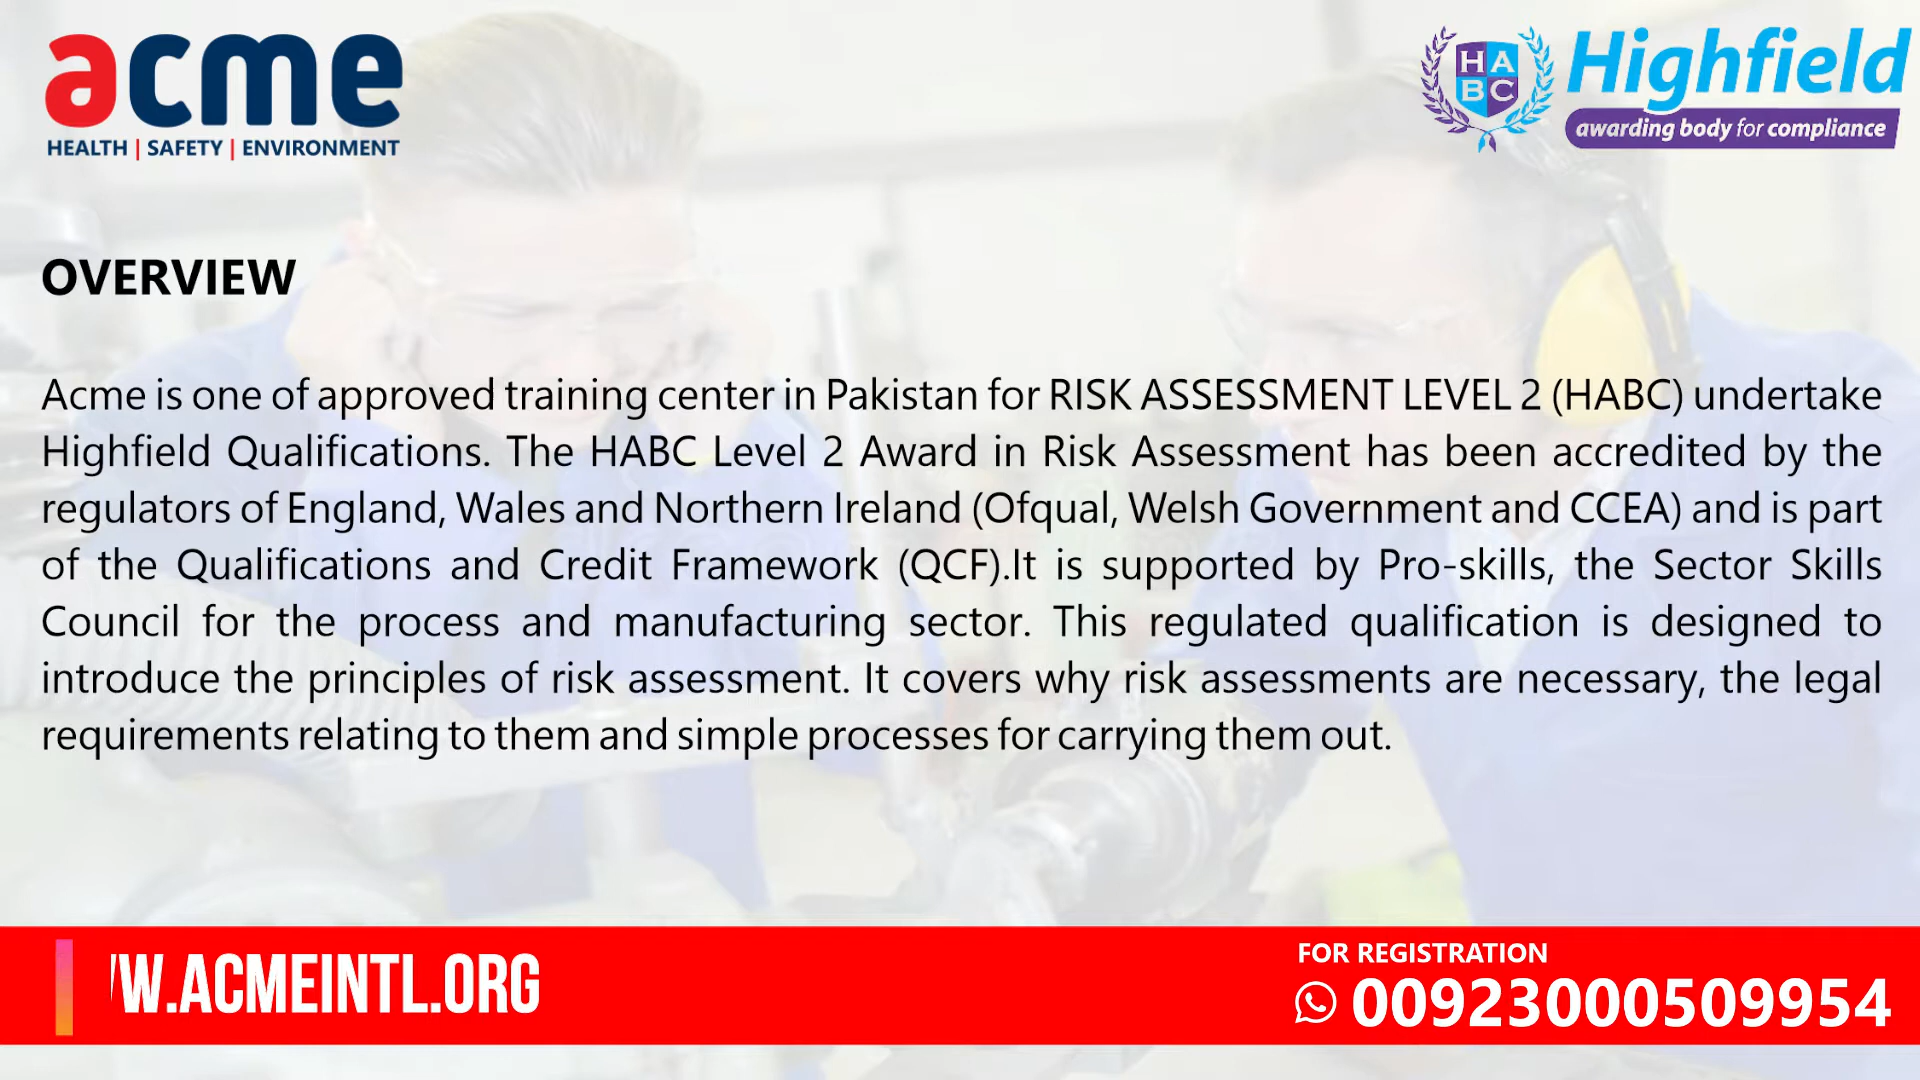 acme
HEALTH | SAFETY | ENVIRONMENT
HA
BC
Highfield
awarding body for compliance
OVERVIEW
Acme is one of approved training center in Pakistan for RISK ASSESSMENT LEVEL 2 (HABC) undertake
Highfield Qualifications. The HABC Level 2 Award in Risk Assessment has been accredited by the
regulators of England, Wales and Northern Ireland (Ofqual, Welsh Government and CCEA) and is part
of the Qualifications and Credit Framework (QCF).It is supported by Pro-skills, the Sector Skills
Council for the process and manufacturing sector. This regulated qualification is designed to
introduce the principles of risk assessment. It covers why risk assessments are necessary, the legal
requirements relating to them and simple processes for carrying them out.
W.ACMEINTL.ORG
FOR REGISTRATION
00923000509954